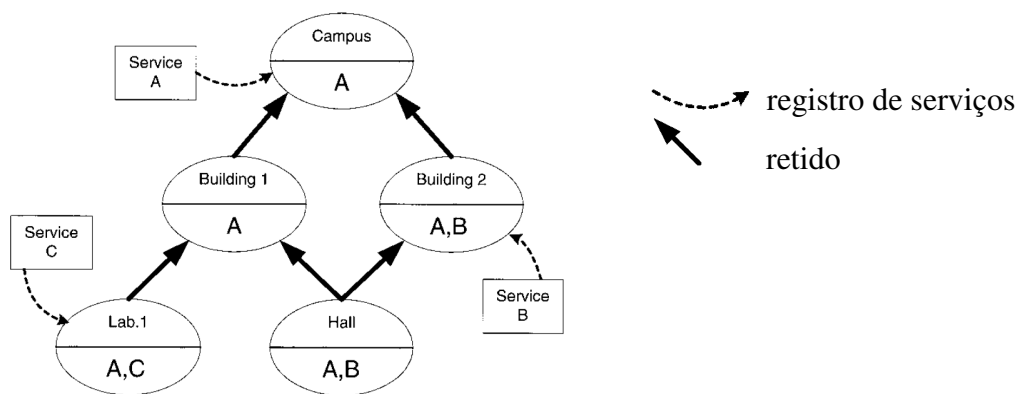 Campus
A
Service
A
registro de serviços
retido
Building 1
A
Building 2
A,B
Service
C
Service
B
Lab.1
A,C
Hall
A,B